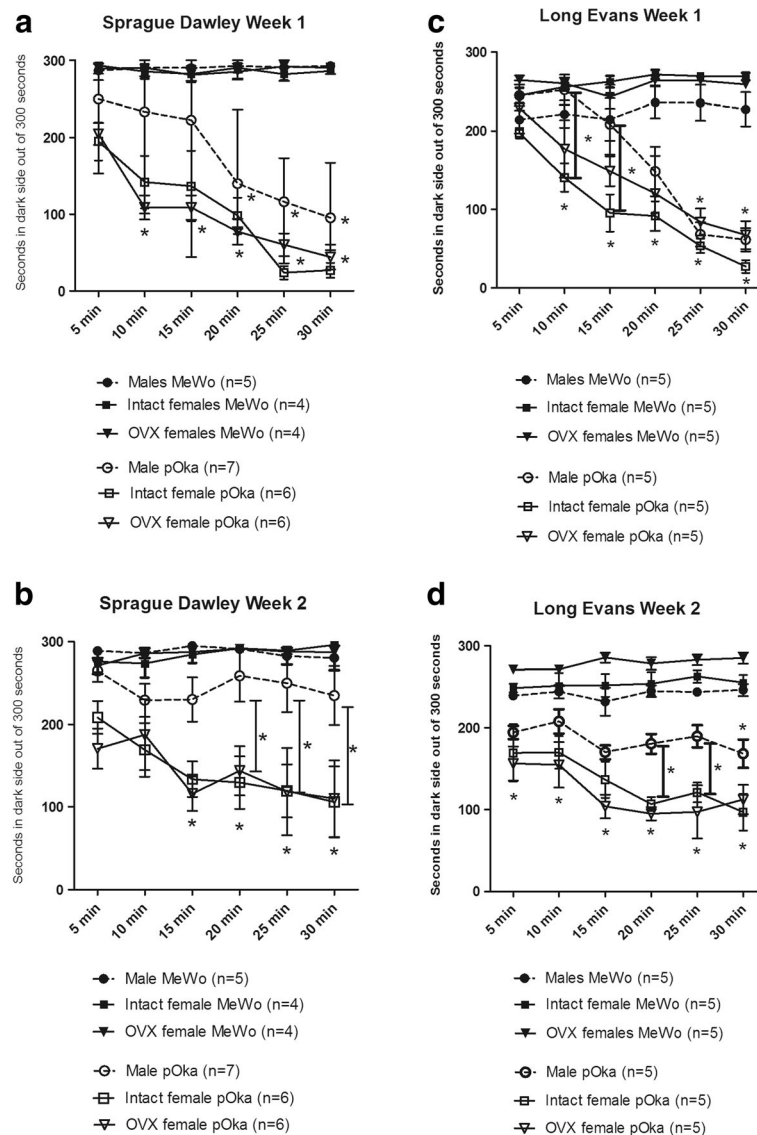 a
Sprague Dawley Week 1
Seconds in dark side out of 300 seconds
300
200
100
0
*
*
*
*
*
*
*
*
5 min
10 min
15 min
20 min
25 min
30 min
Males MeWo (n=5)
Intact females MeWo (n=4)
OVX females MeWo (n=4)
Male pOka (n=7)
Intact female pOka (n=6)
OVX female pOka (n=6)
b
Sprague Dawley Week 2
Seconds in dark side out of 300 seconds
300
200
100
0
*
*
*
*
*
*
*
5 min
10 min
15 min
20 min
25 min
30 min
Male MeWo (n=5)
Intact female MeWo (n=4)
OVX female MeWo (n=4)
Male pOka (n=7)
Intact female pOka (n=6)
OVX female pOka (n=6)
c
Long Evans Week 1
Seconds in dark side out of 300 seconds
300
200
100
0
*
*
*
*
*
*
*
*
*
5 min
10 min
15 min
20 min
25 min
30 min
Males MeWo (n=5)
Intact female MeWo (n=5)
OVX females MeWo (n=5)
Male pOka (n=5)
Intact female pOka (n=5)
OVX female pOka (n=5)
d
Long Evans Week 2
Seconds in dark side out of 300 seconds
300
200
100
0
*
*
*
*
*
*
*
*
*
5 min
10 min
15 min
20 min
25 min
30 min
Males MeWo (n=5)
Intact female MeWo (n=5)
OVX females MeWo (n=5)
Male pOka (n=5)
Intact female pOka (n=5)
OVX female pOka (n=5)